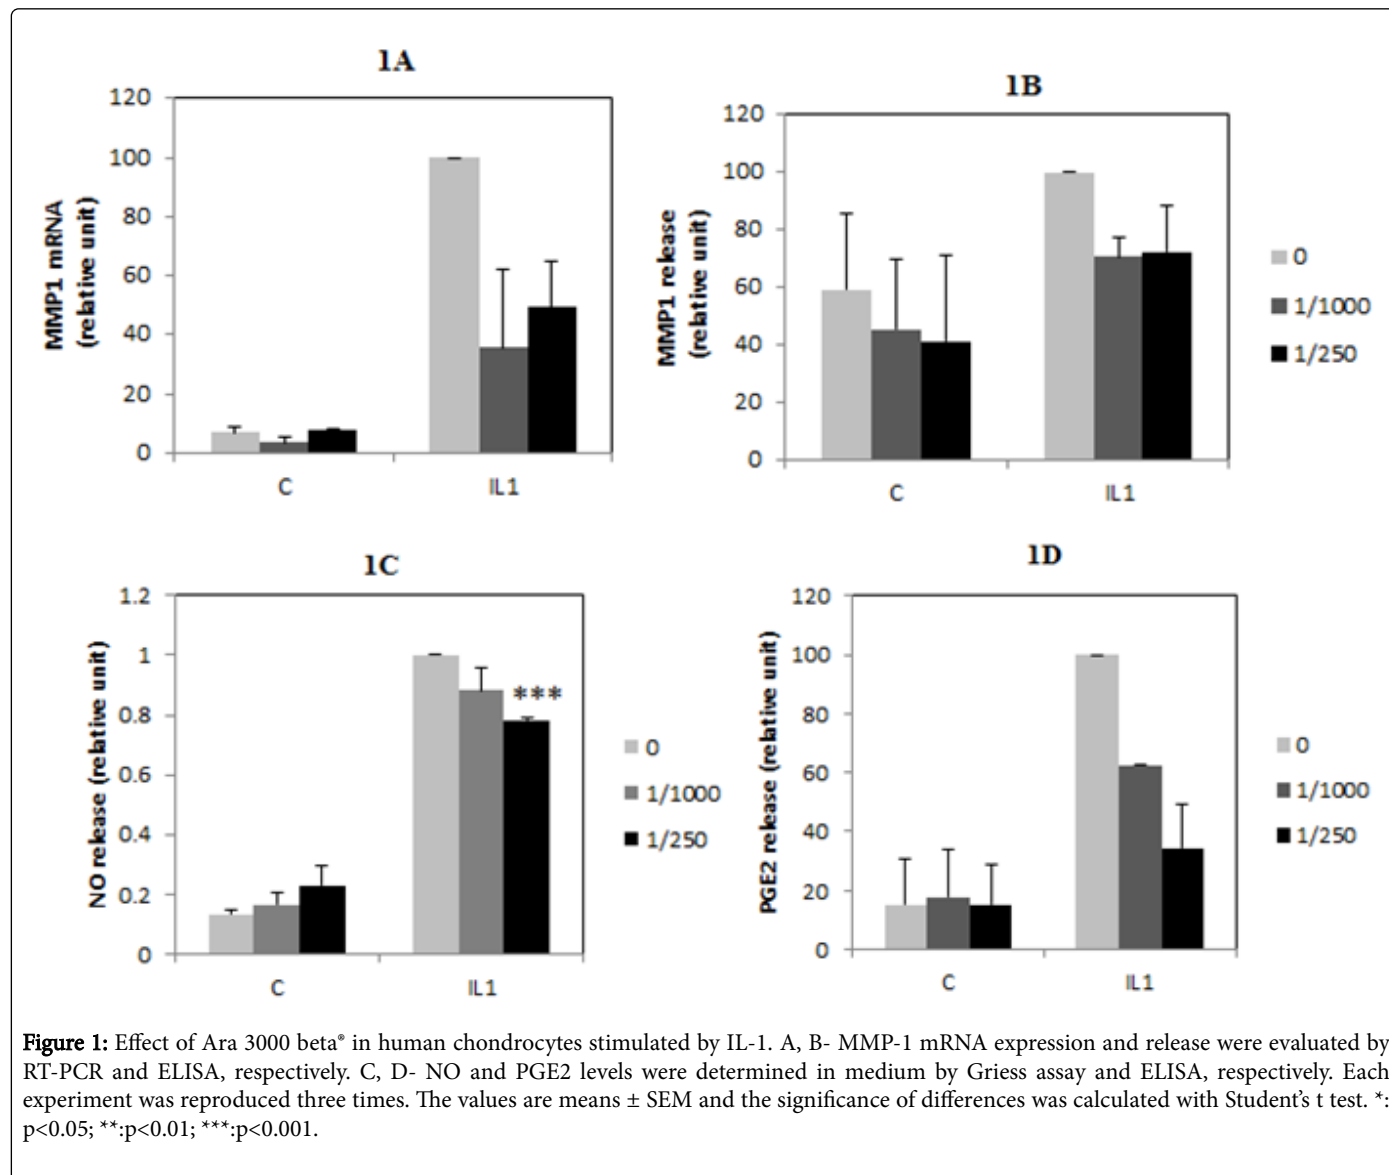 1A
120
100
80
60
40
20
0
MMP1 mRNA
(relative unit)
C
IL1
1B
120
100
80
60
40
20
0
MMP1 release
(relative unit)
C
IL1
0
1/1000
1/250
1C
1.2
1
0.8
0.6
0.4
0.2
0
NO release (relative unit)
***
C
IL1
0
1/1000
1/250
1D
120
100
80
60
40
20
0
PGE2 release (relative unit)
C
IL1
0
1/1000
1/250
Figure 1: Effect of Ara 3000 beta® in human chondrocytes stimulated by IL-1. A, B- MMP-1 mRNA expression and release were evaluated by
RT-PCR and ELISA, respectively. C, D- NO and PGE2 levels were determined in medium by Griess assay and ELISA, respectively. Each
experiment was reproduced three times. The values are means ± SEM and the significance of differences was calculated with Student's t test. *:
p<0.05; **:p<0.01; ***:p<0.001.